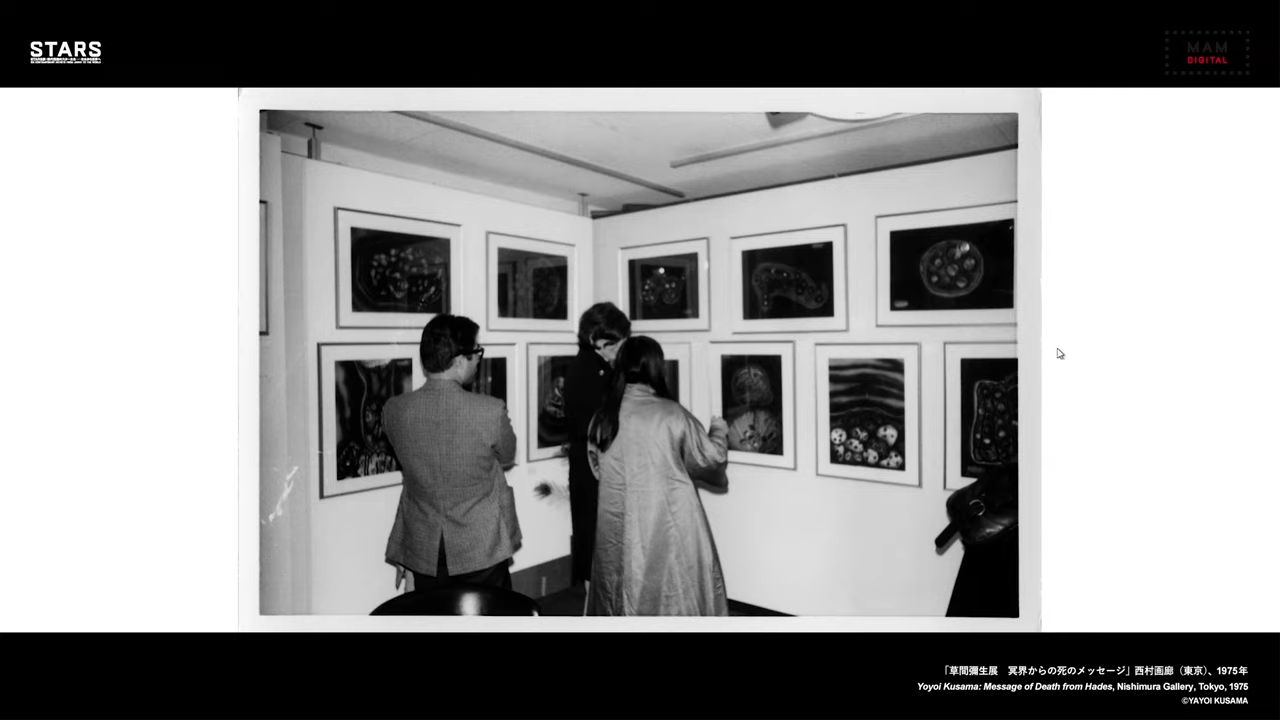 STARS
MAM
DIGITAL
「草間彌生展　冥界からの死のメッセージ」西村画廊（東京）、1975年
Yoyoi Kusama: Message of Death from Hades, Nishimura Gallery, Tokyo, 1975
©YAYOI KUSAMA